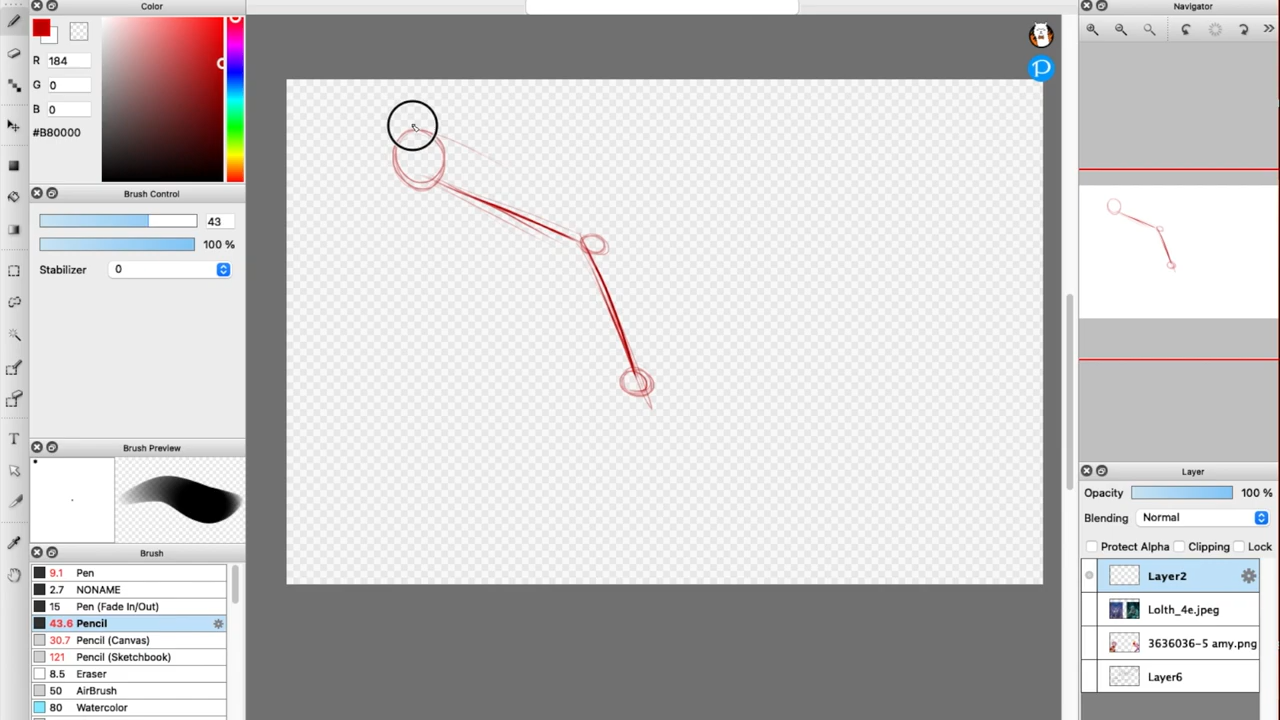 Color
R 184
G 0
B 0
#B80000
Brush Control
43
100 %
Stabilizer 0
Brush Preview
Brush
9.1 Pen
2.7 NONAME
15 Pen (Fade In/Out)
43.6 Pencil
30.7 Pencil (Canvas)
121 Pencil (Sketchbook)
8.5 Eraser
50 AirBrush
80 Watercolor
T
P
Navigator
Layer
Opacity 100 %
Blending Normal
Protect Alpha Clipping Lock
Layer2
Lolth_4e.jpeg
3636036-5 amy.png
Layer6